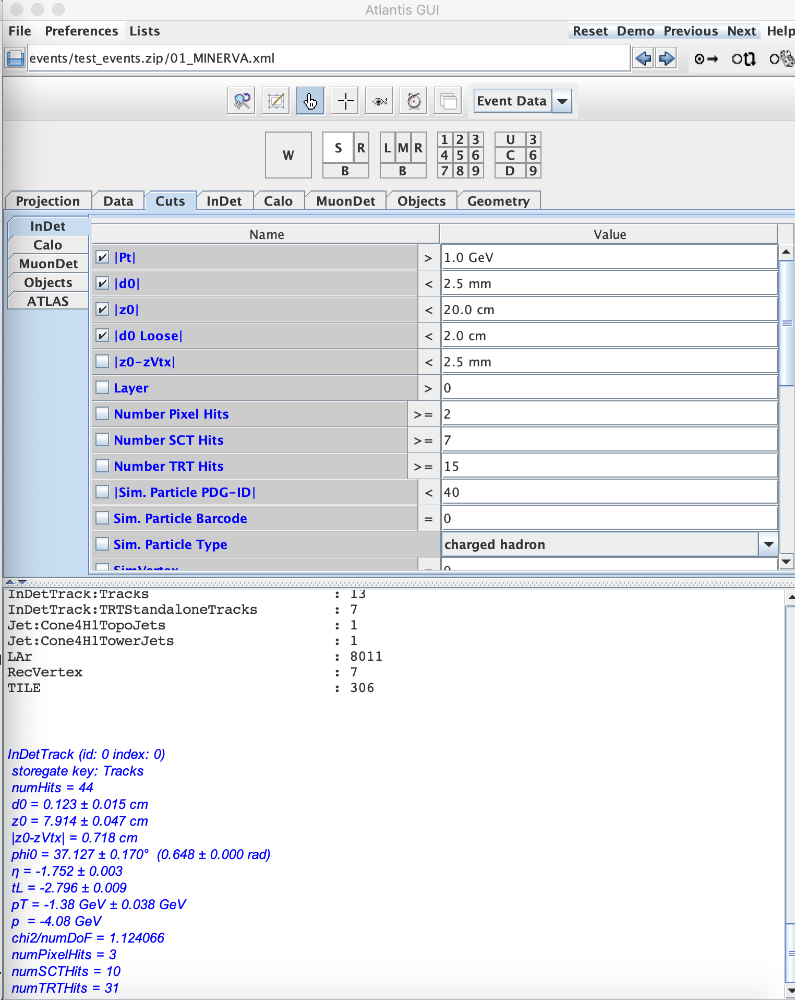 Atlantis GUI
File Preferences Lists Reset Demo Previous Next Help
events/test_events.zip/01_MINERVA.xml
Event Data
W S R B L M R B 1 2 3 4 5 6 7 8 9 U 3 C 6 D 9
Projection Data Cuts InDet Calo MuonDet Objects Geometry
InDet
Calo
MuonDet
Objects
ATLAS
Name Value
|Pt| > 1.0 GeV
|d0| < 2.5 mm
|z0| < 20.0 cm
|d0 Loose| < 2.0 cm
|z0-zVtx| < 2.5 mm
Layer > 0
Number Pixel Hits >= 2
Number SCT Hits >= 7
Number TRT Hits >= 15
|Sim. Particle PDG-ID| < 40
Sim. Particle Barcode = 0
Sim. Particle Type charged hadron
SimVertex = 0
InDetTrack:Tracks : 13
InDetTrack:TRTStandaloneTracks : 7
Jet:Cone4H1TopoJets : 1
Jet:Cone4H1TowerJets : 1
LAr : 8011
RecVertex : 7
TILE : 306
InDetTrack (id: 0 index: 0)
storegate key: Tracks
numHits = 44
d0 = 0.123 ± 0.015 cm
z0 = 7.914 ± 0.047 cm
|z0-zVtx| = 0.718 cm
phi0 = 37.127 ± 0.170° (0.648 ± 0.000 rad)
η = -1.752 ± 0.003
tL = -2.796 ± 0.009
pT = -1.38 GeV ± 0.038 GeV
p = -4.08 GeV
chi2/numDoF = 1.124066
numPixelHits = 3
numSCTHits = 10
numTRTHits = 31